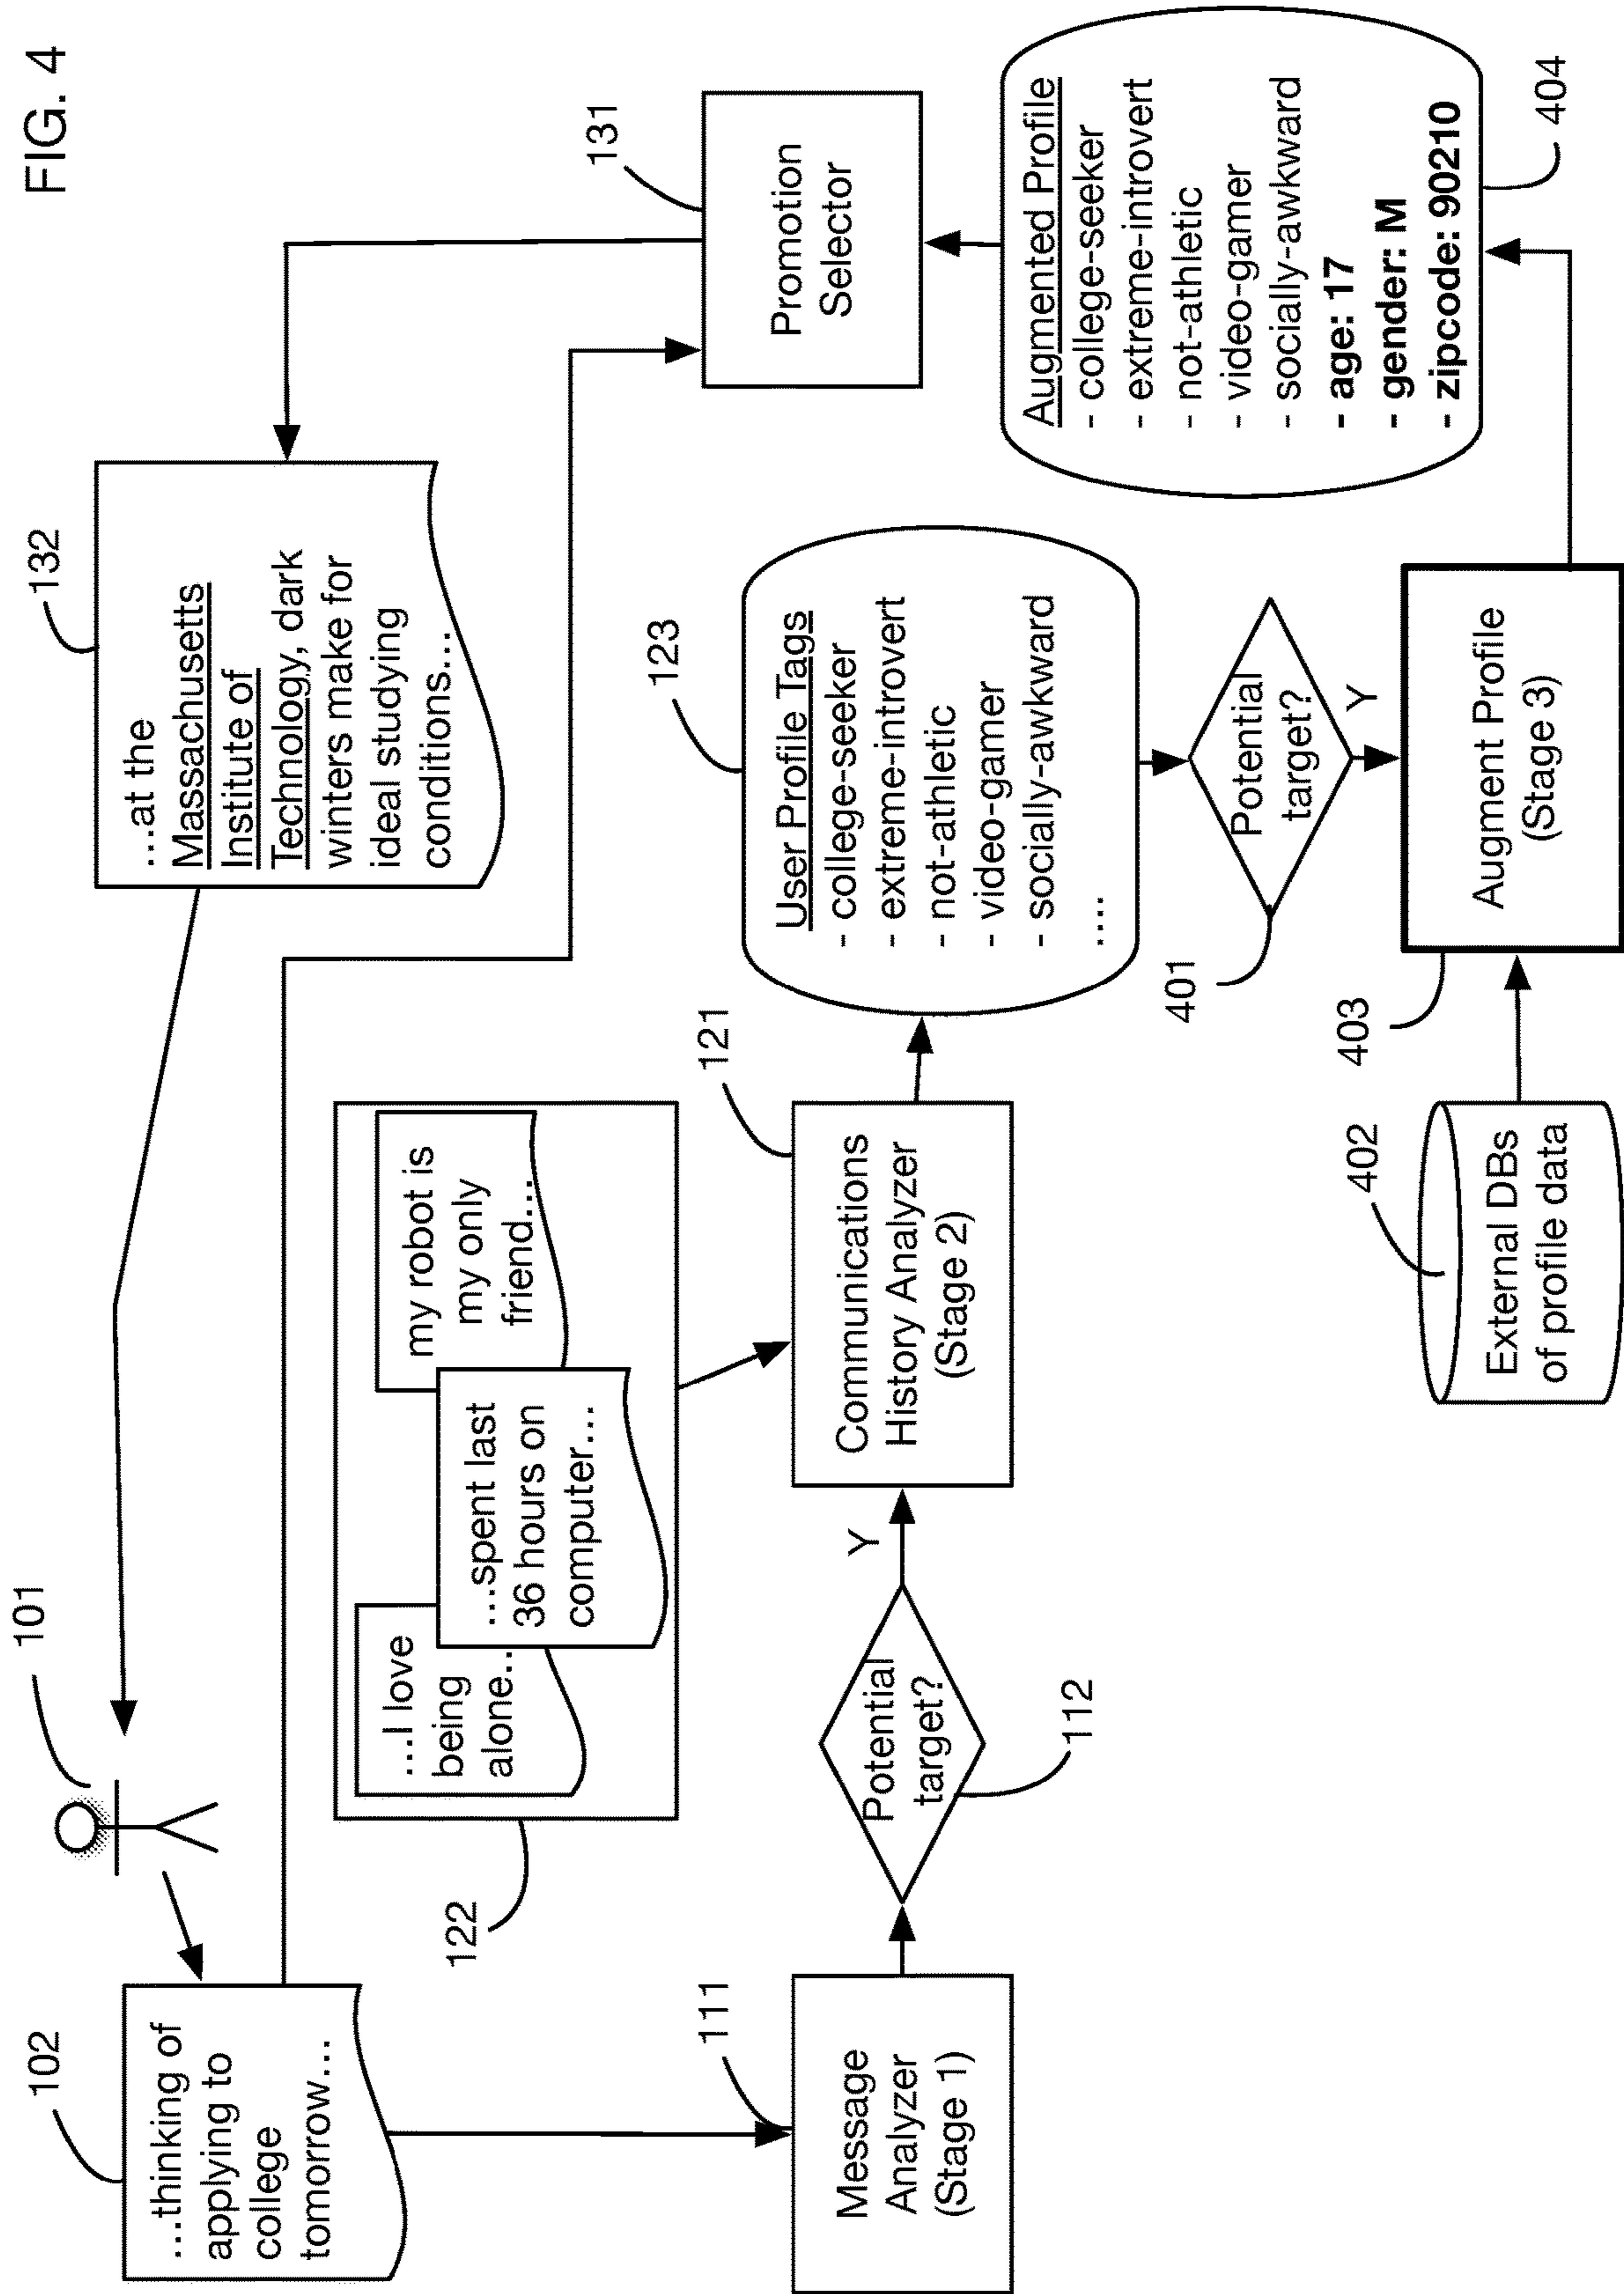 FIG. 4
101
102
...thinking of
applying to
college
tomorrow...
132
...at the
Massachusetts
Institute of
Technology, dark
winters make for
ideal studying
conditions...
122
...I love
being
alone...
...spent last
36 hours on
computer...
my robot is
my only
friend...
131
Promotion
Selector
111
Message
Analyzer
(Stage 1)
112
Potential
target?
Y
121
Communications
History Analyzer
(Stage 2)
123
User Profile Tags
- college-seeker
- extreme-introvert
- not-athletic
- video-gamer
- socially-awkward
....
401
Potential
target?
Y
402
External DBs
of profile data
403
Augment Profile
(Stage 3)
Augmented Profile
- college-seeker
- extreme-introvert
- not-athletic
- video-gamer
- socially-awkward
- age: 17
- gender: M
- zipcode: 90210
404